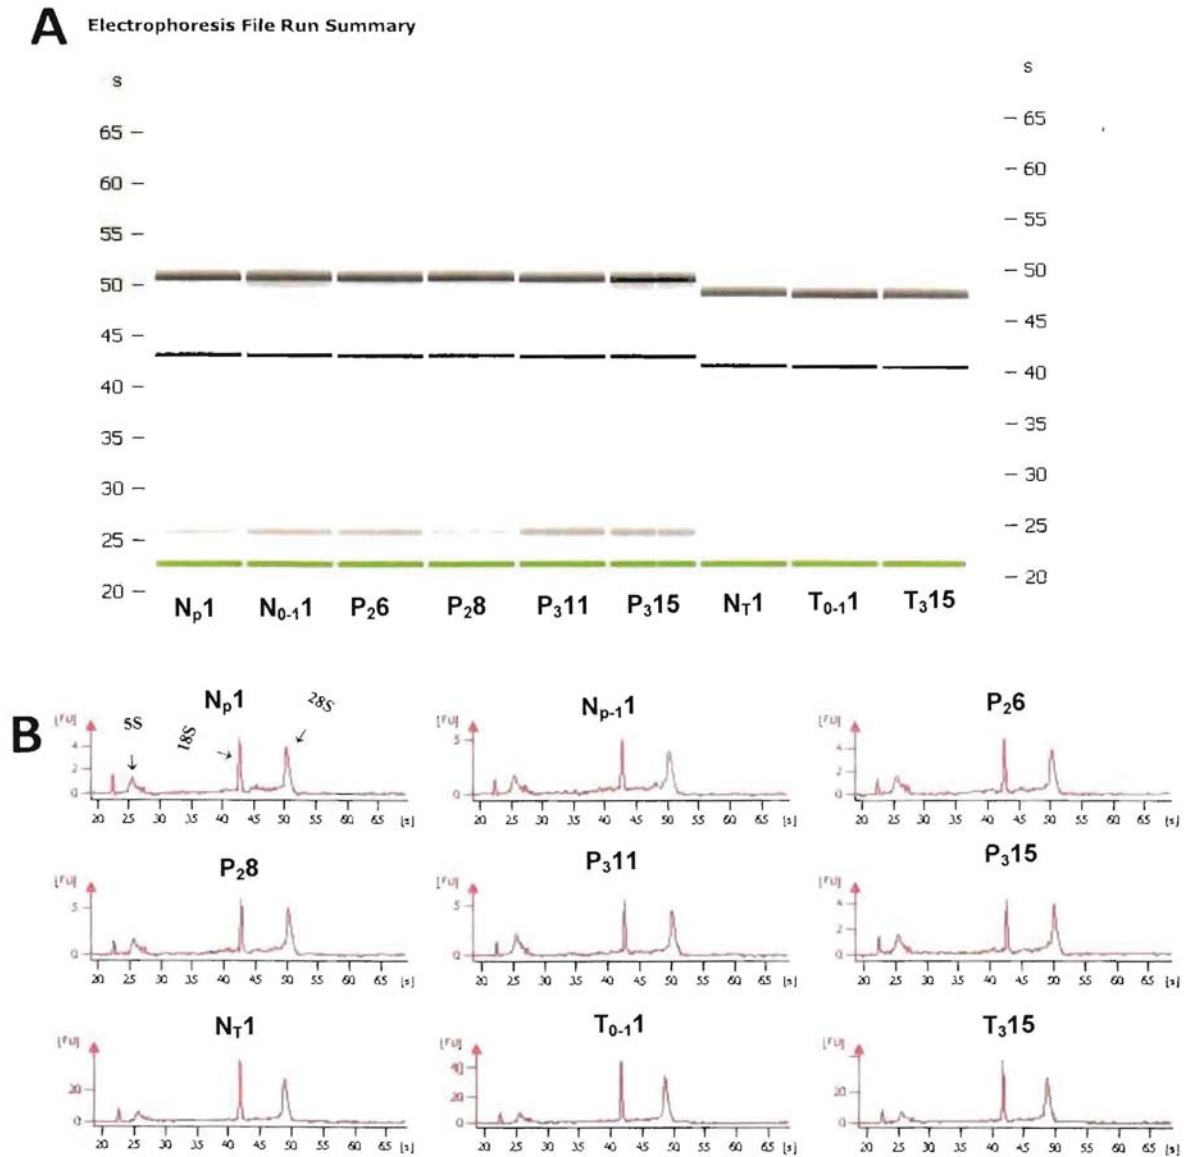 A Electrophoresis File Run Summary
s s
65 65
60 60
55 55
50 50
45 45
40 40
35 35
30 30
25 25
20 20
Nₚ1 N₀₋₁1 P₂6 P₂8 P₃11 P₃15 N_T1 T₀₋₁1 T₃15
B
Nₚ1 Nₚ₋₁1 P₂6
[FU] 5S 18S 28S [FU] [FU]
4 5 4
2 2
0 0 0
20 25 30 35 40 45 50 55 60 65 [s] 20 25 30 35 40 45 50 55 60 65 [s] 20 25 30 35 40 45 50 55 60 65 [s]
P₂8 P₃11 P₃15
[FU] [FU] [FU]
5 5 4
2
0 0 0
20 25 30 35 40 45 50 55 60 65 [s] 20 25 30 35 40 45 50 55 60 65 [s] 20 25 30 35 40 45 50 55 60 65 [s]
N_T1 T₀₋₁1 T₃15
[FU] [FU] [FU]
40
20 20 20
0 0 0
20 25 30 35 40 45 50 55 60 65 [s] 20 25 30 35 40 45 50 55 60 65 [s] 20 25 30 35 40 45 50 55 60 65 [s]